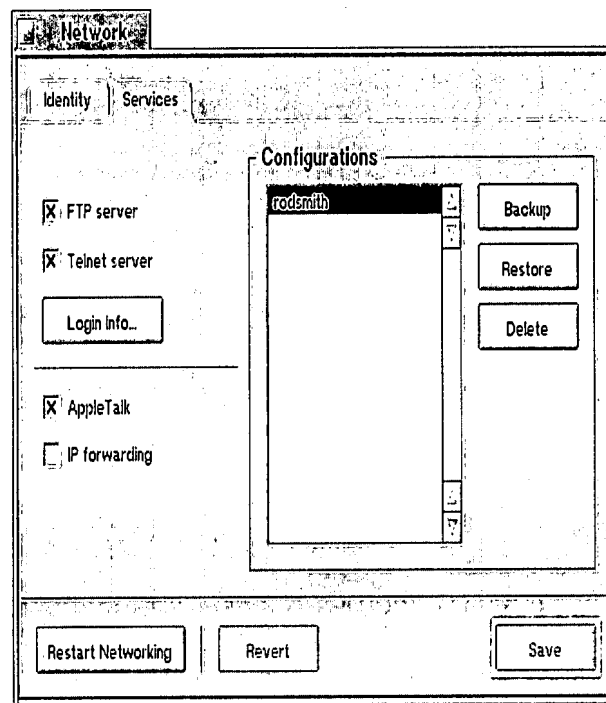 Network
Identity
Services
Configurations
rodsmith
FTP server
Telnet server
Login Info...
AppleTalk
IP forwarding
Backup
Restore
Delete
Restart Networking
Revert
Save